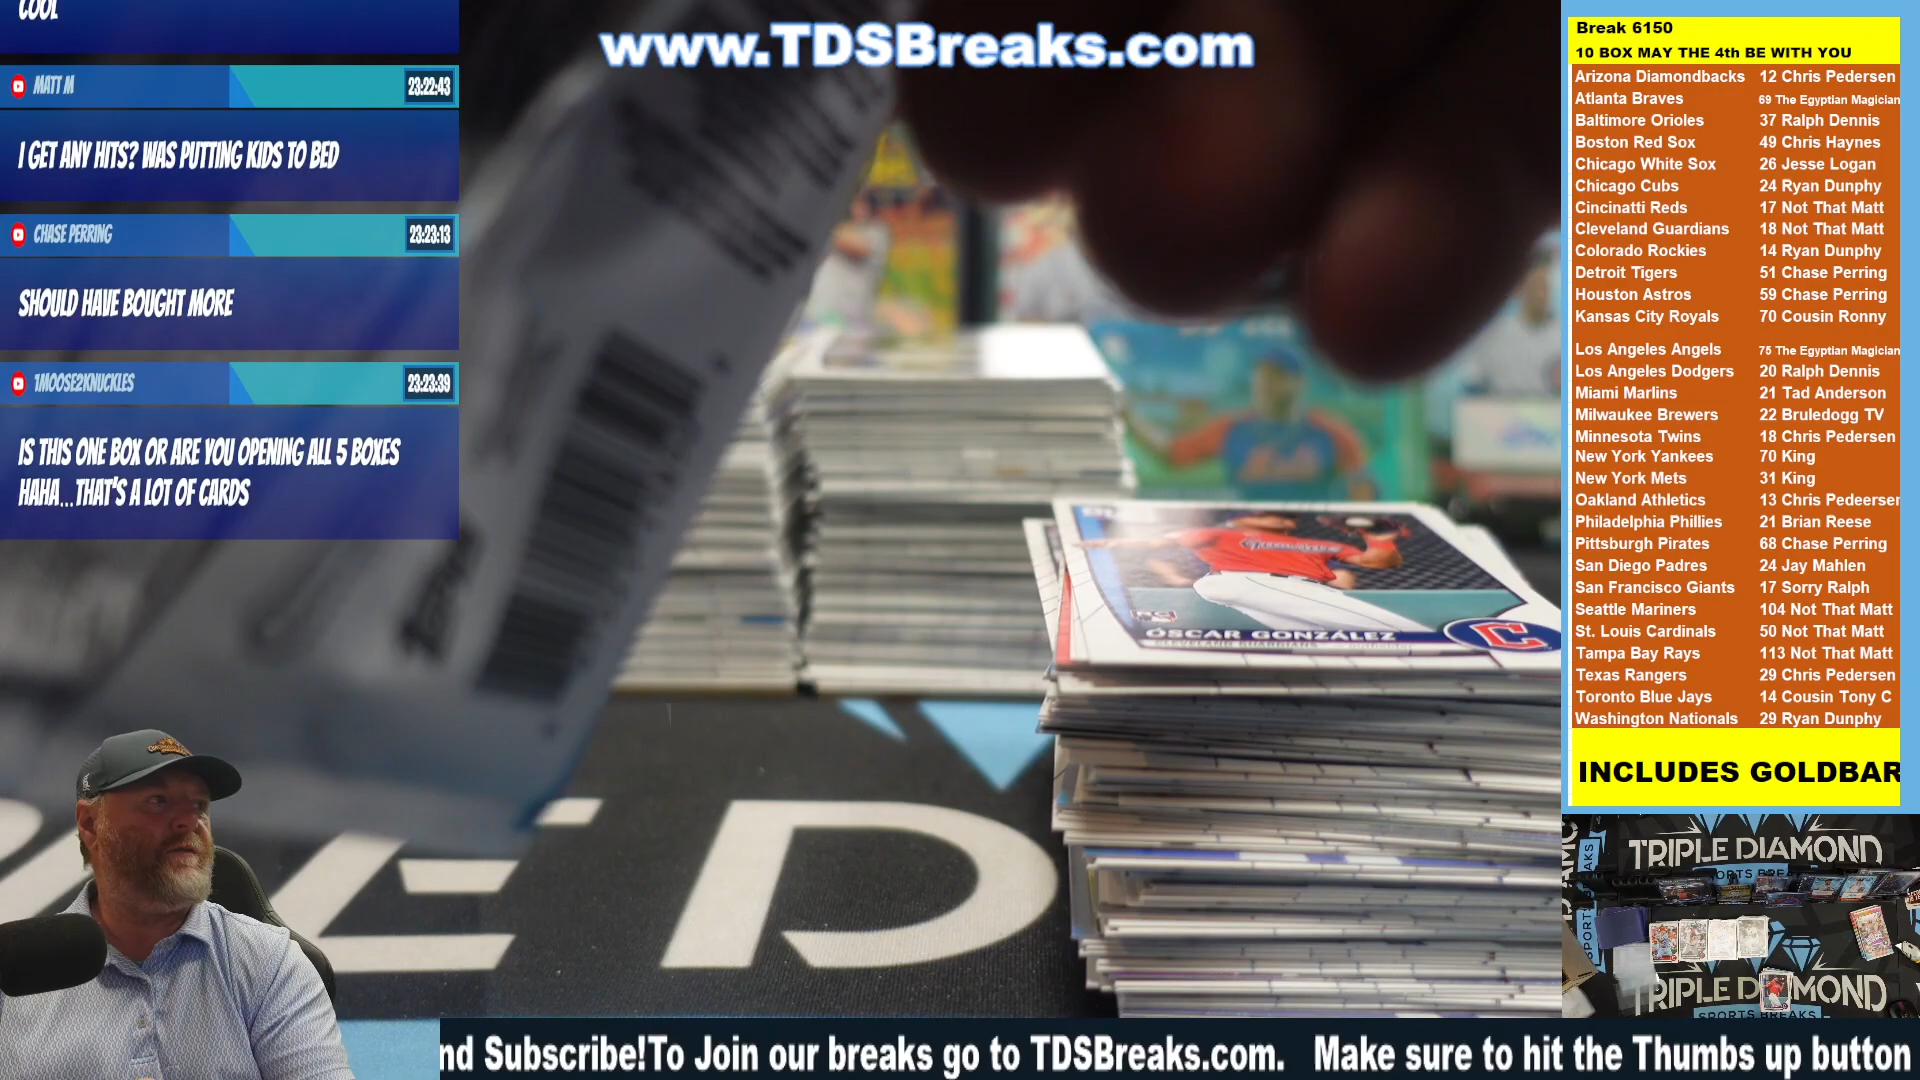 COOL
MATT M 23:22:43
I GET ANY HITS? WAS PUTTING KIDS TO BED
CHASE PERRING 23:23:13
SHOULD HAVE BOUGHT MORE
1MOOSE2KNUCKLES 23:23:39
IS THIS ONE BOX OR ARE YOU OPENING ALL 5 BOXES
HAHA...THAT'S A LOT OF CARDS
www.TDSBreaks.com
ÓSCAR GONZÁLEZ
CLEVELAND GUARDIANS
C
ED
Break 6150
10 BOX MAY THE 4th BE WITH YOU
Arizona Diamondbacks 12 Chris Pedersen
Atlanta Braves 69 The Egyptian Magician
Baltimore Orioles 37 Ralph Dennis
Boston Red Sox 49 Chris Haynes
Chicago White Sox 26 Jesse Logan
Chicago Cubs 24 Ryan Dunphy
Cincinatti Reds 17 Not That Matt
Cleveland Guardians 18 Not That Matt
Colorado Rockies 14 Ryan Dunphy
Detroit Tigers 51 Chase Perring
Houston Astros 59 Chase Perring
Kansas City Royals 70 Cousin Ronny
Los Angeles Angels 75 The Egyptian Magician
Los Angeles Dodgers 20 Ralph Dennis
Miami Marlins 21 Tad Anderson
Milwaukee Brewers 22 Bruledogg TV
Minnesota Twins 18 Chris Pedersen
New York Yankees 70 King
New York Mets 31 King
Oakland Athletics 13 Chris Pedeersen
Philadelphia Phillies 21 Brian Reese
Pittsburgh Pirates 68 Chase Perring
San Diego Padres 24 Jay Mahlen
San Francisco Giants 17 Sorry Ralph
Seattle Mariners 104 Not That Matt
St. Louis Cardinals 50 Not That Matt
Tampa Bay Rays 113 Not That Matt
Texas Rangers 29 Chris Pedersen
Toronto Blue Jays 14 Cousin Tony C
Washington Nationals 29 Ryan Dunphy
INCLUDES GOLDBAR
TRIPLE DIAMOND
SPORTS BREAKS
TRIPLE DIAMOND
SPORTS BREAKS
nd Subscribe!To Join our breaks go to TDSBreaks.com. Make sure to hit the Thumbs up button